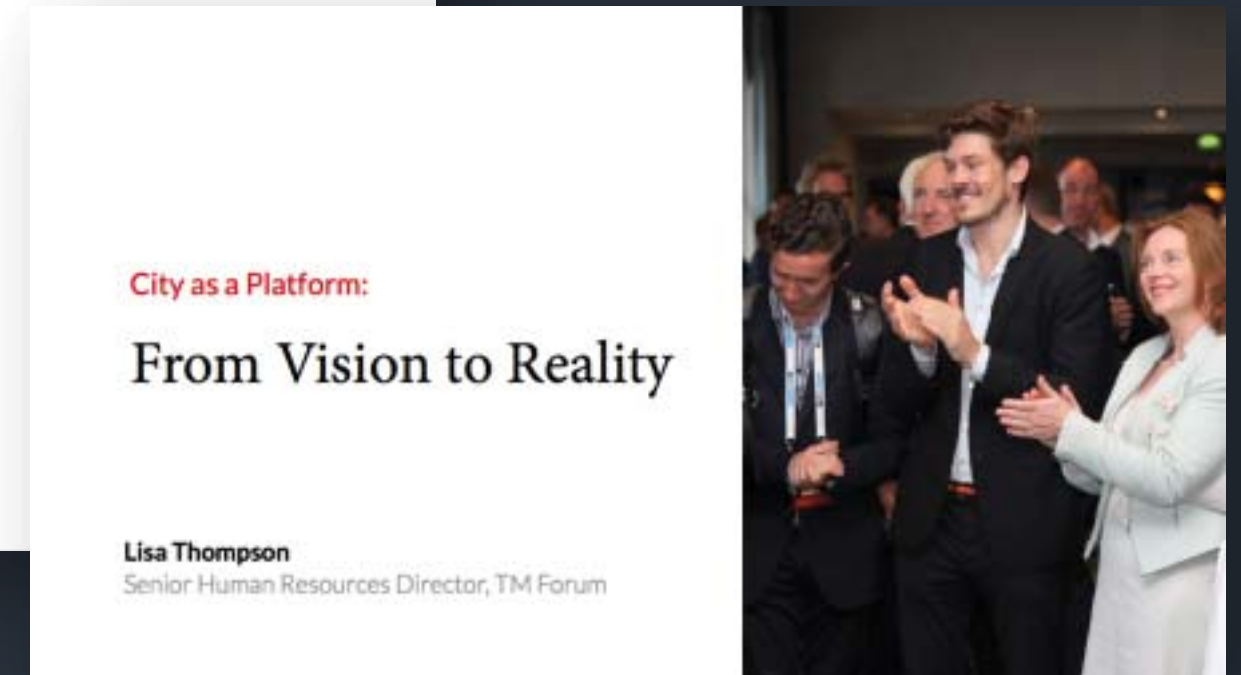 City as a Platform:
From Vision to Reality
Lisa Thompson
Senior Human Resources Director, TM Forum